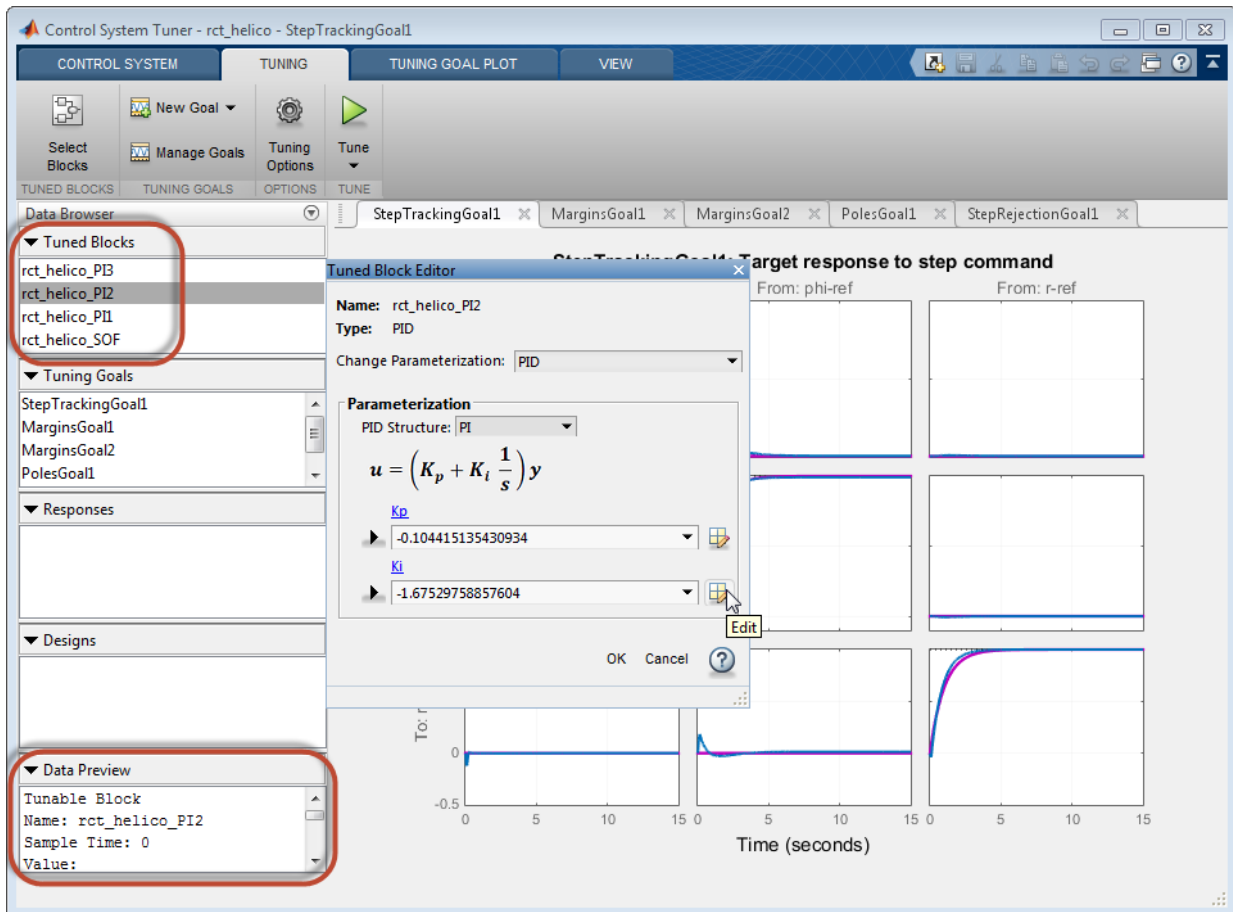 Control System Tuner - rct_helico - StepTrackingGoal1
CONTROL SYSTEM TUNING TUNING GOAL PLOT VIEW
Select Blocks
New Goal
Manage Goals
Tuning Options
Tune
TUNED BLOCKS TUNING GOALS OPTIONS TUNE
Data Browser
Tuned Blocks
rct_helico_PI3
rct_helico_PI2
rct_helico_PI1
rct_helico_SOF
Tuning Goals
StepTrackingGoal1
MarginsGoal1
MarginsGoal2
PolesGoal1
Responses
Designs
Data Preview
Tunable Block
Name: rct_helico_PI2
Sample Time: 0
Value:
StepTrackingGoal1 MarginsGoal1 MarginsGoal2 PolesGoal1 StepRejectionGoal1
StepTrackingGoal1: Target response to step command
From: phi-ref From: r-ref
Tuned Block Editor
Name: rct_helico_PI2
Type: PID
Change Parameterization: PID
Parameterization
PID Structure: PI
u = (Kp + Ki 1/s) y
Kp
-0.104415135430934
Ki
-1.67529758857604
Edit
OK Cancel ?
To: r
0
-0.5
0 5 10 15 0 5 10 15 0 5 10 15
Time (seconds)